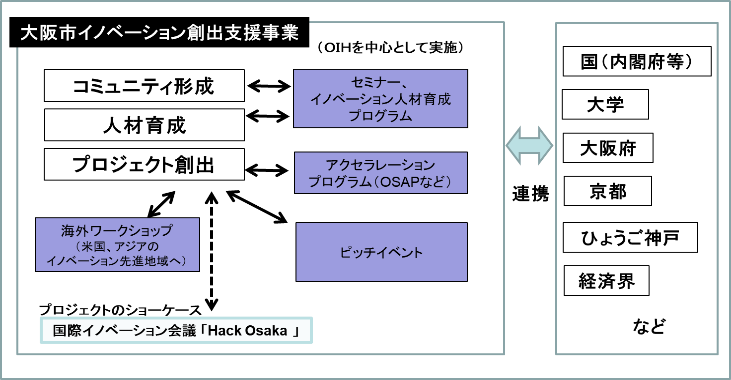 大阪市イノベーション創出支援事業
（OIHを中心として実施）
コミュニティ形成
人材育成
プロジェクト創出
セミナー、
イノベーション人材育成
プログラム
アクセラレーション
プログラム（OSAPなど）
海外ワークショップ
（米国、アジアの
イノベーション先進地域へ）
ピッチイベント
プロジェクトのショーケース
国際イノベーション会議「Hack Osaka 」
連携
国（内閣府等）
大学
大阪府
京都
ひょうご神戸
経済界
など